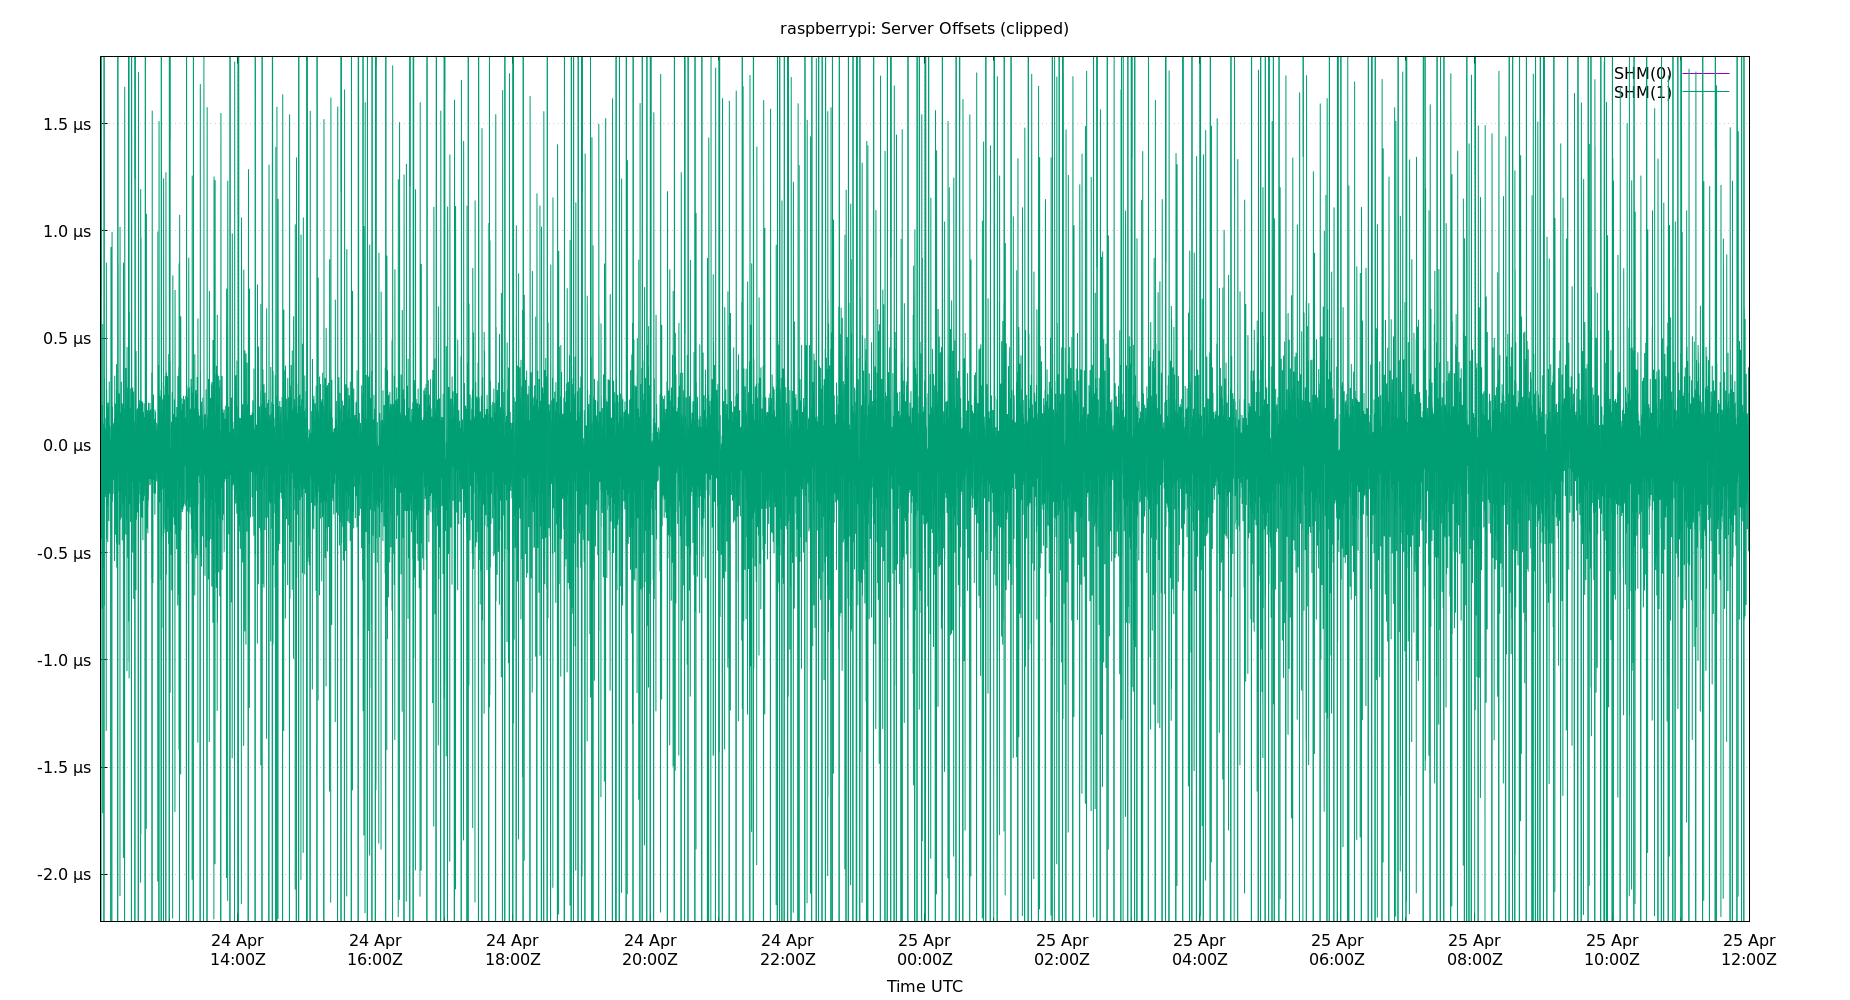 raspberrypi: Server Offsets (clipped)
SHM(0)
SHM(1)
1.5 µs
1.0 µs
0.5 µs
0.0 µs
-0.5 µs
-1.0 µs
-1.5 µs
-2.0 µs
24 Apr 24 Apr 24 Apr 24 Apr 24 Apr 25 Apr 25 Apr 25 Apr 25 Apr 25 Apr 25 Apr 25 Apr
14:00Z 16:00Z 18:00Z 20:00Z 22:00Z 00:00Z 02:00Z 04:00Z 06:00Z 08:00Z 10:00Z 12:00Z
Time UTC